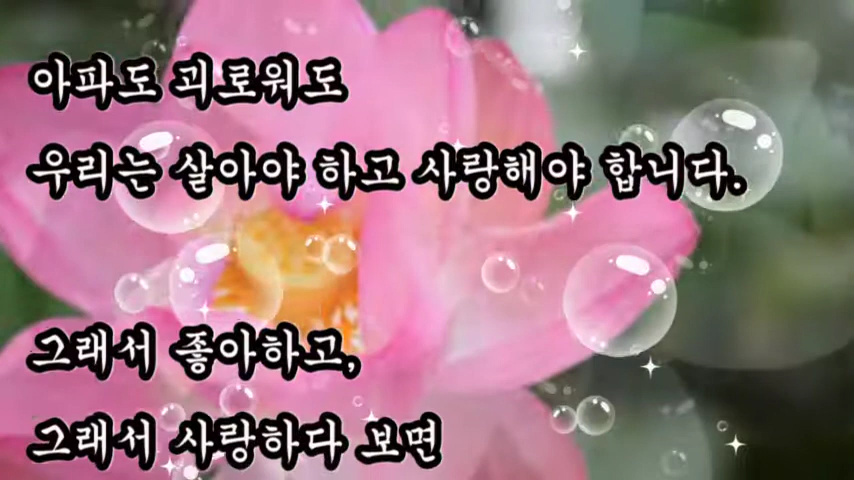 아파도 괴로워도
우리는 살아야 하고 사랑해야 합니다.
그래서 좋아하고,
그래서 사랑하다 보면